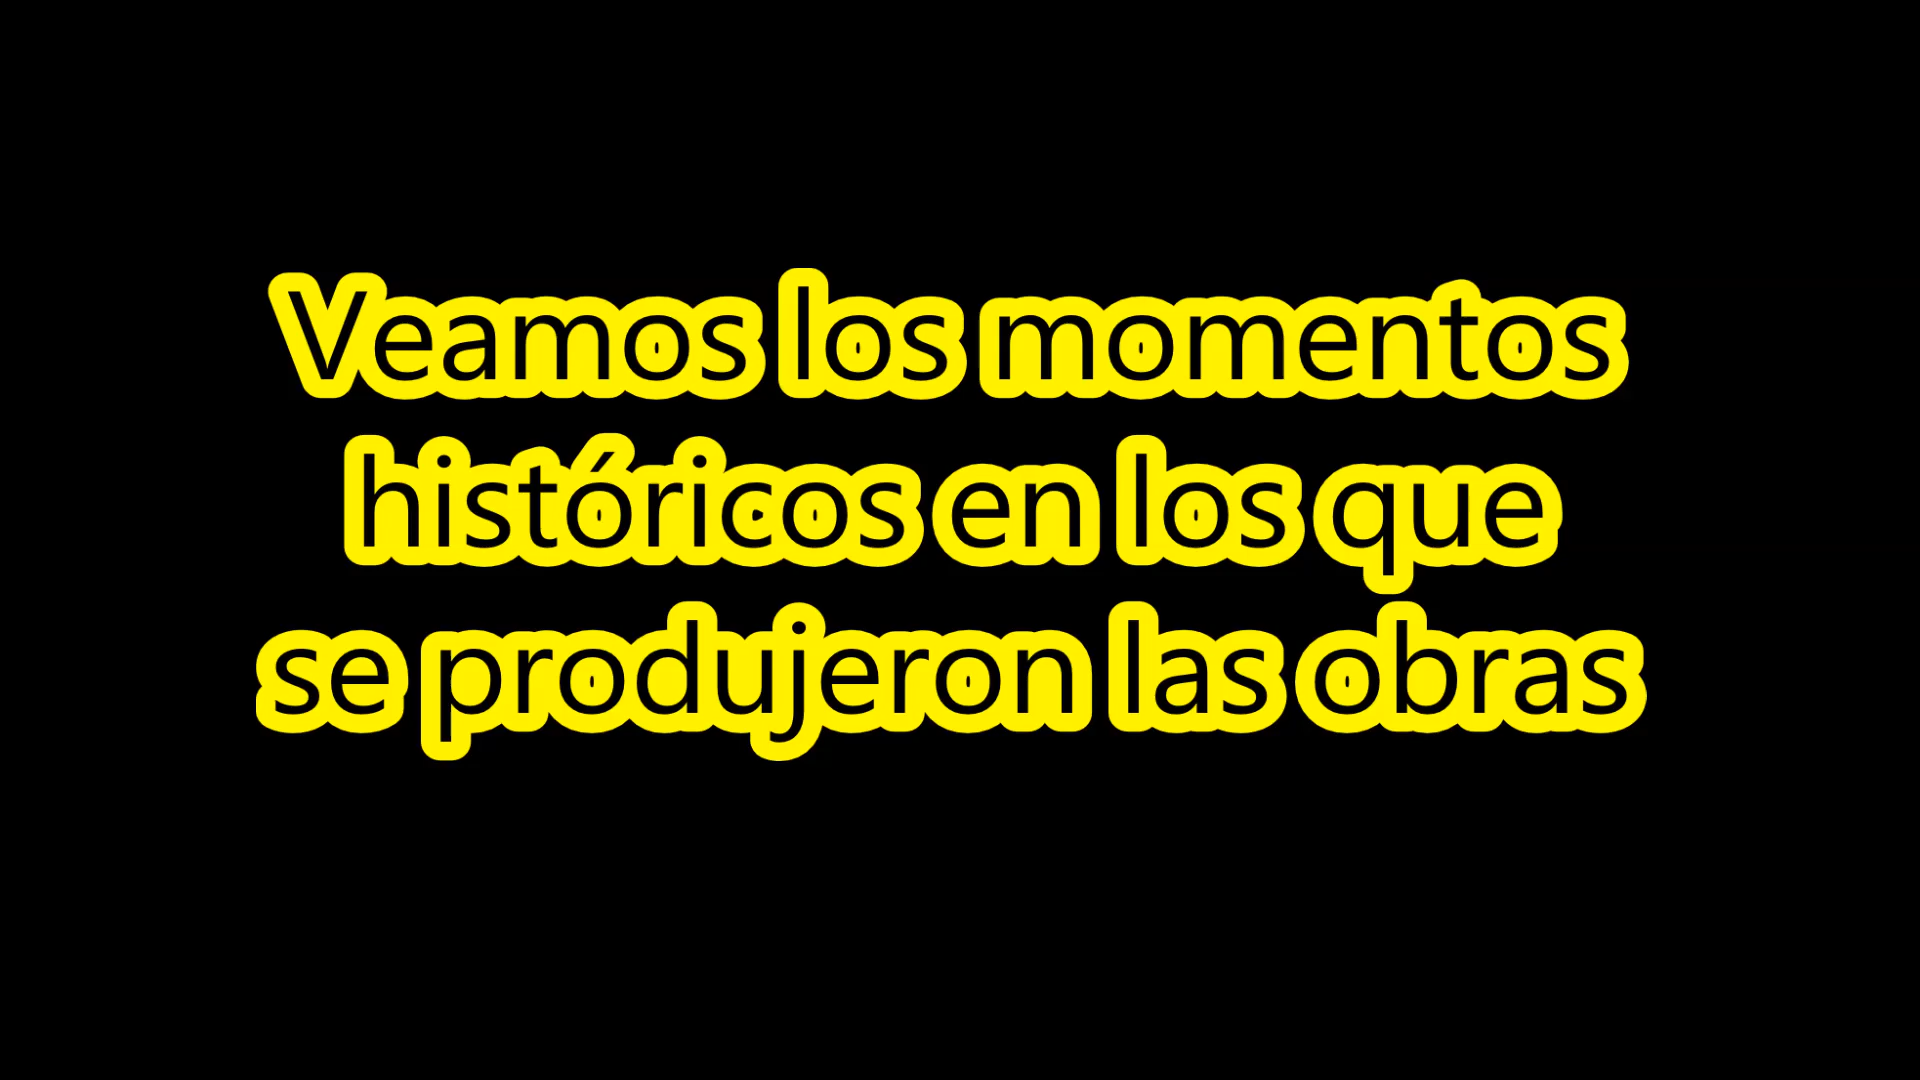 Veamos los momentos
históricos en los que
se produjeron las obras